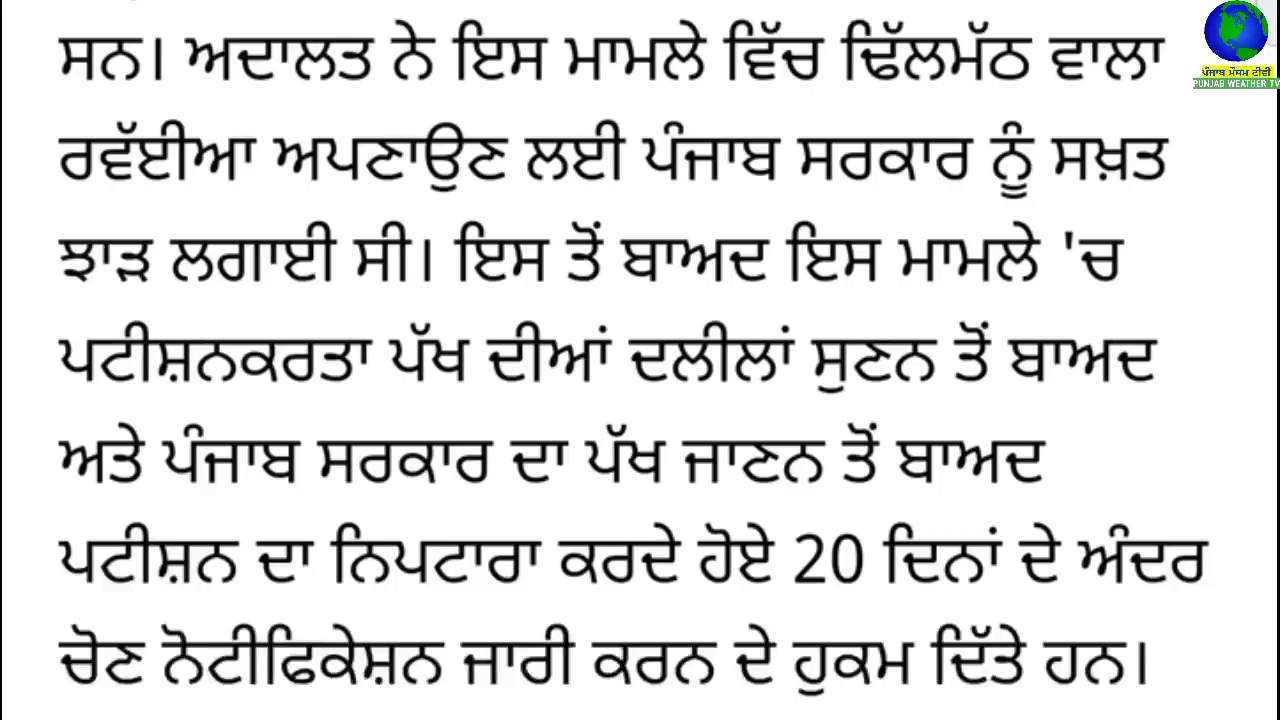 ਸਨ। ਅਦਾਲਤ ਨੇ ਇਸ ਮਾਮਲੇ ਵਿੱਚ ਢਿੱਲਮੱਠ ਵਾਲਾ
ਰਵੱਈਆ ਅਪਣਾਉਣ ਲਈ ਪੰਜਾਬ ਸਰਕਾਰ ਨੂੰ ਸਖ਼ਤ
ਝਾੜ ਲਗਾਈ ਸੀ। ਇਸ ਤੋਂ ਬਾਅਦ ਇਸ ਮਾਮਲੇ 'ਚ
ਪਟੀਸ਼ਨਕਰਤਾ ਪੱਖ ਦੀਆਂ ਦਲੀਲਾਂ ਸੁਣਨ ਤੋਂ ਬਾਅਦ
ਅਤੇ ਪੰਜਾਬ ਸਰਕਾਰ ਦਾ ਪੱਖ ਜਾਣਨ ਤੋਂ ਬਾਅਦ
ਪਟੀਸ਼ਨ ਦਾ ਨਿਪਟਾਰਾ ਕਰਦੇ ਹੋਏ 20 ਦਿਨਾਂ ਦੇ ਅੰਦਰ
ਚੋਣ ਨੋਟੀਫਿਕੇਸ਼ਨ ਜਾਰੀ ਕਰਨ ਦੇ ਹੁਕਮ ਦਿੱਤੇ ਹਨ।
ਪੰਜਾਬ ਮੌਸਮ ਟੀਵੀ
PUNJAB WEATHER TV